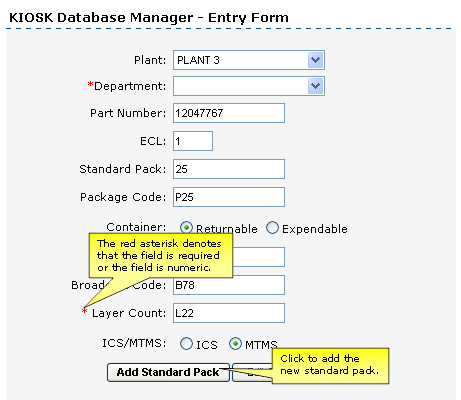 KIOSK Database Manager - Entry Form
Plant: PLANT 3
*Department:
Part Number: 12047767
ECL: 1
Standard Pack: 25
Package Code: P25
Container: Returnable Expendable
The red asterisk denotes
that the field is required
or the field is numeric.
Code: B78
* Layer Count: L22
ICS/MTMS: ICS MTMS
Click to add the
new standard pack.
Add Standard Pack